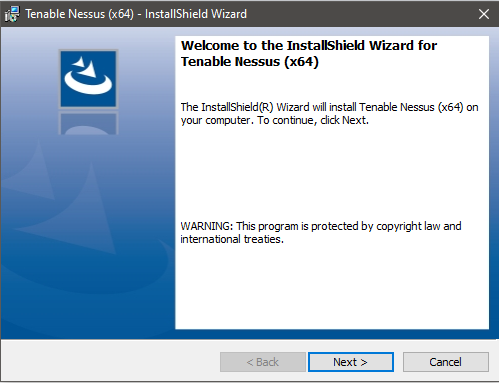 Tenable Nessus (x64) - InstallShield Wizard
Welcome to the InstallShield Wizard for
Tenable Nessus (x64)
The InstallShield(R) Wizard will install Tenable Nessus (x64) on
your computer. To continue, click Next.
WARNING: This program is protected by copyright law and
international treaties.
< Back
Next >
Cancel